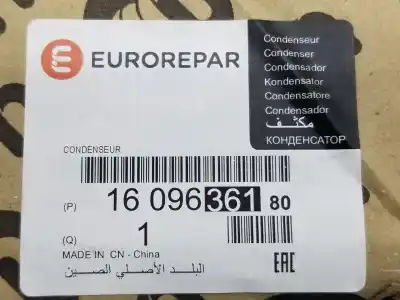 EUROREPAR
Condenseur
Condenser
Condensador
Kondensator
Condensatore
Condensador
مكثف
КОНДЕНСАТОР
CONDENSEUR
(P) 16 096 361 80
(Q) 1
MADE IN CN - China
البلد الأصلي الصين
EAC